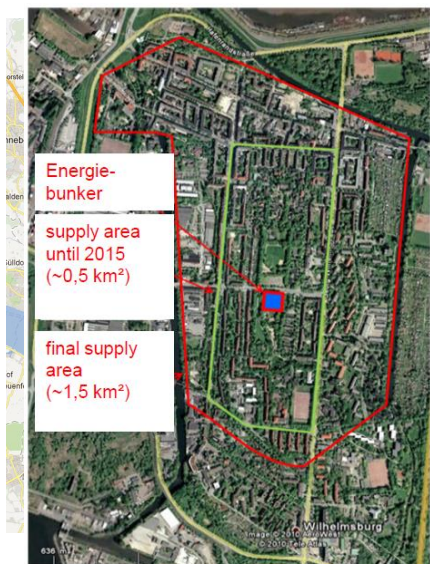 Energie-
bunker
supply area
until 2015
(~0,5 km²)
final supply
area
(~1,5 km²)
Wilhelmsburg
Image © 2010 AeroWest
© 2010 Tele Atlas
636 m